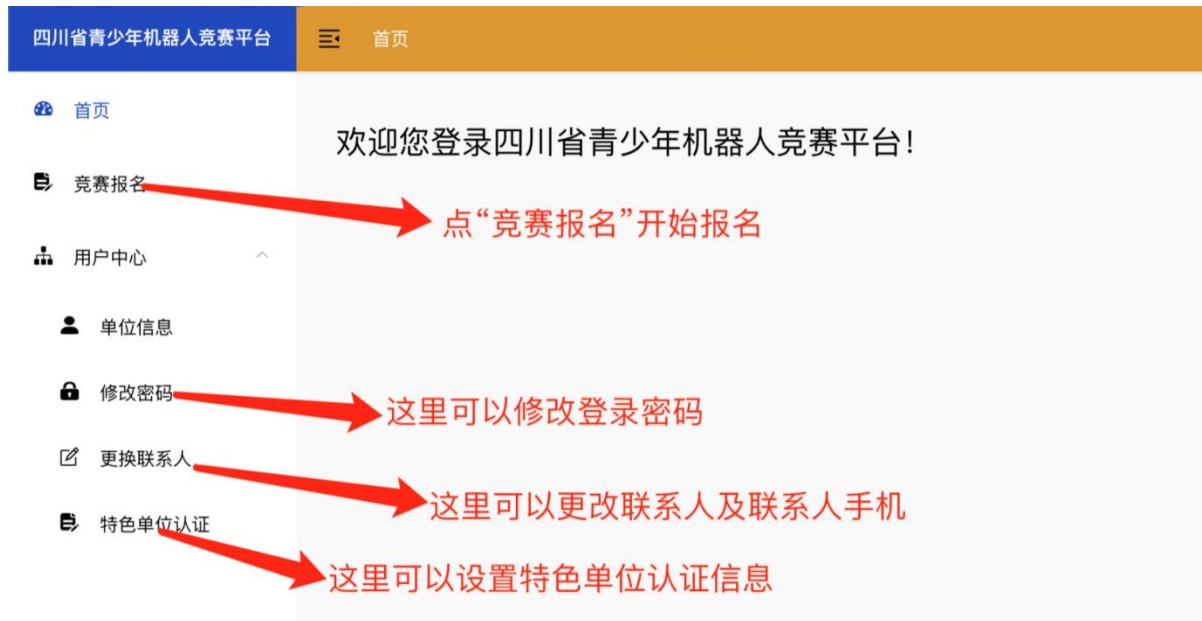 四川省青少年机器人竞赛平台
首页
首页
欢迎您登录四川省青少年机器人竞赛平台！
竞赛报名
点“竞赛报名”开始报名
用户中心
单位信息
修改密码
这里可以修改登录密码
更换联系人
这里可以更改联系人及联系人手机
特色单位认证
这里可以设置特色单位认证信息